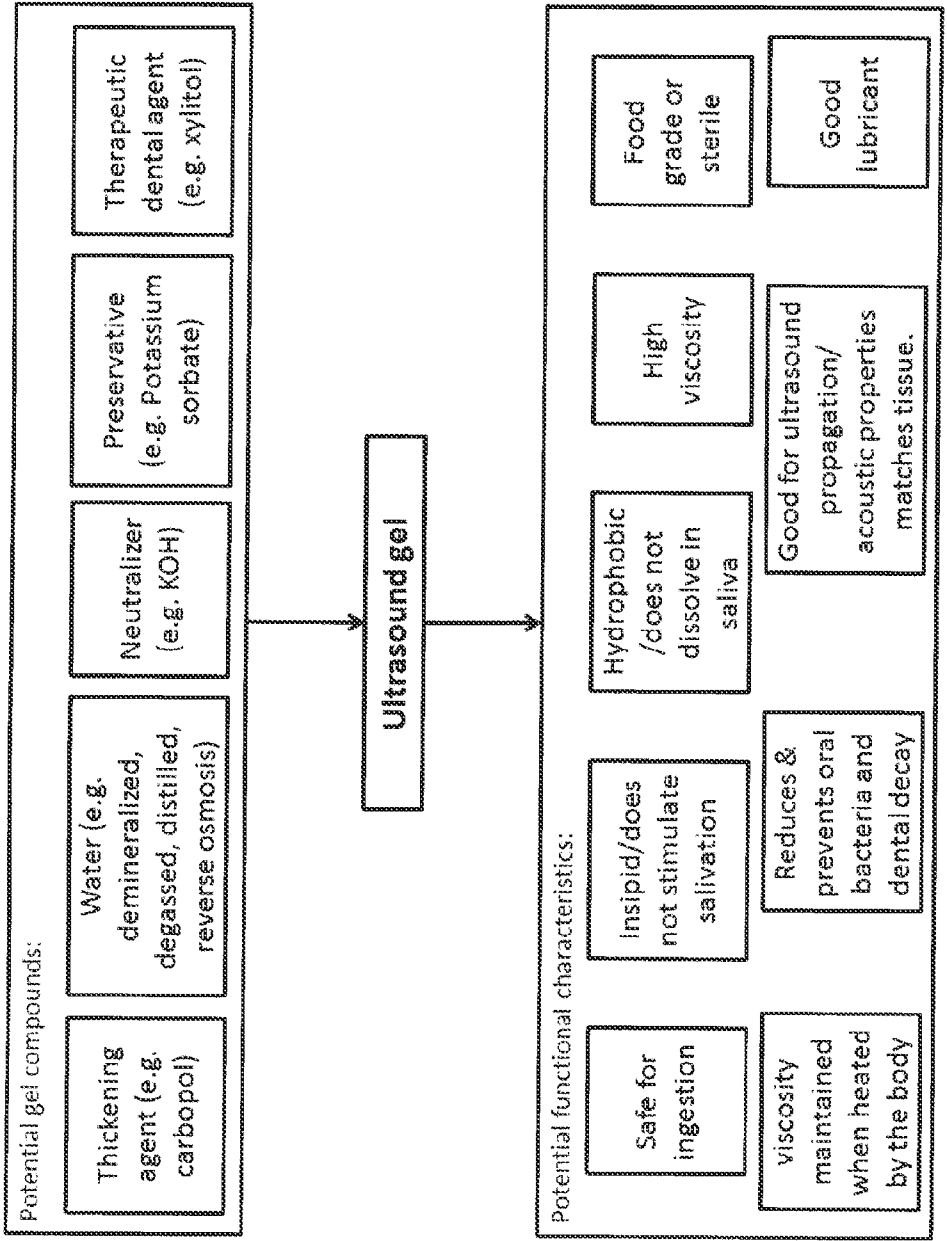 Potential gel compounds:
Thickening
agent (e.g.
carbopol)
Water (e.g.
demineralized,
degassed, distilled,
reverse osmosis)
Neutralizer
(e.g. KOH)
Preservative
(e.g. Potassium
sorbate)
Therapeutic
dental agent
(e.g. xylitol)
Ultrasound gel
Potential functional characteristics:
Safe for
ingestion
Insipid/does
not stimulate
salivation
Hydrophobic
/does not
dissolve in
saliva
High
viscosity
Food
grade or
sterile
viscosity
maintained
when heated
by the body
Reduces &
prevents oral
bacteria and
dental decay
Good for ultrasound
propagation/
acoustic properties
matches tissue.
Good
lubricant